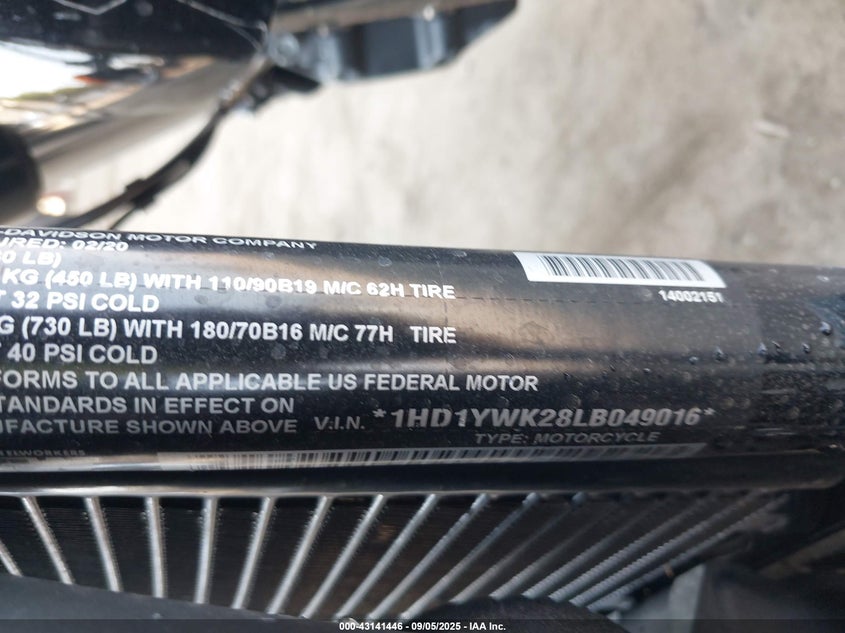 -DAVIDSON MOTOR COMPANY
URED: 02/20
0 LB)
KG (450 LB) WITH 110/90B19 M/C 62H TIRE
T 32 PSI COLD
G (730 LB) WITH 180/70B16 M/C 77H TIRE
T 40 PSI COLD
FORMS TO ALL APPLICABLE US FEDERAL MOTOR
TANDARDS IN EFFECT ON
UFACTURE SHOWN ABOVE V.I.N. *1HD1YWK28LB049016*
TYPE: MOTORCYCLE
ELWORKERS
14002151
000-43141446 - 09/05/2025 - IAA Inc.